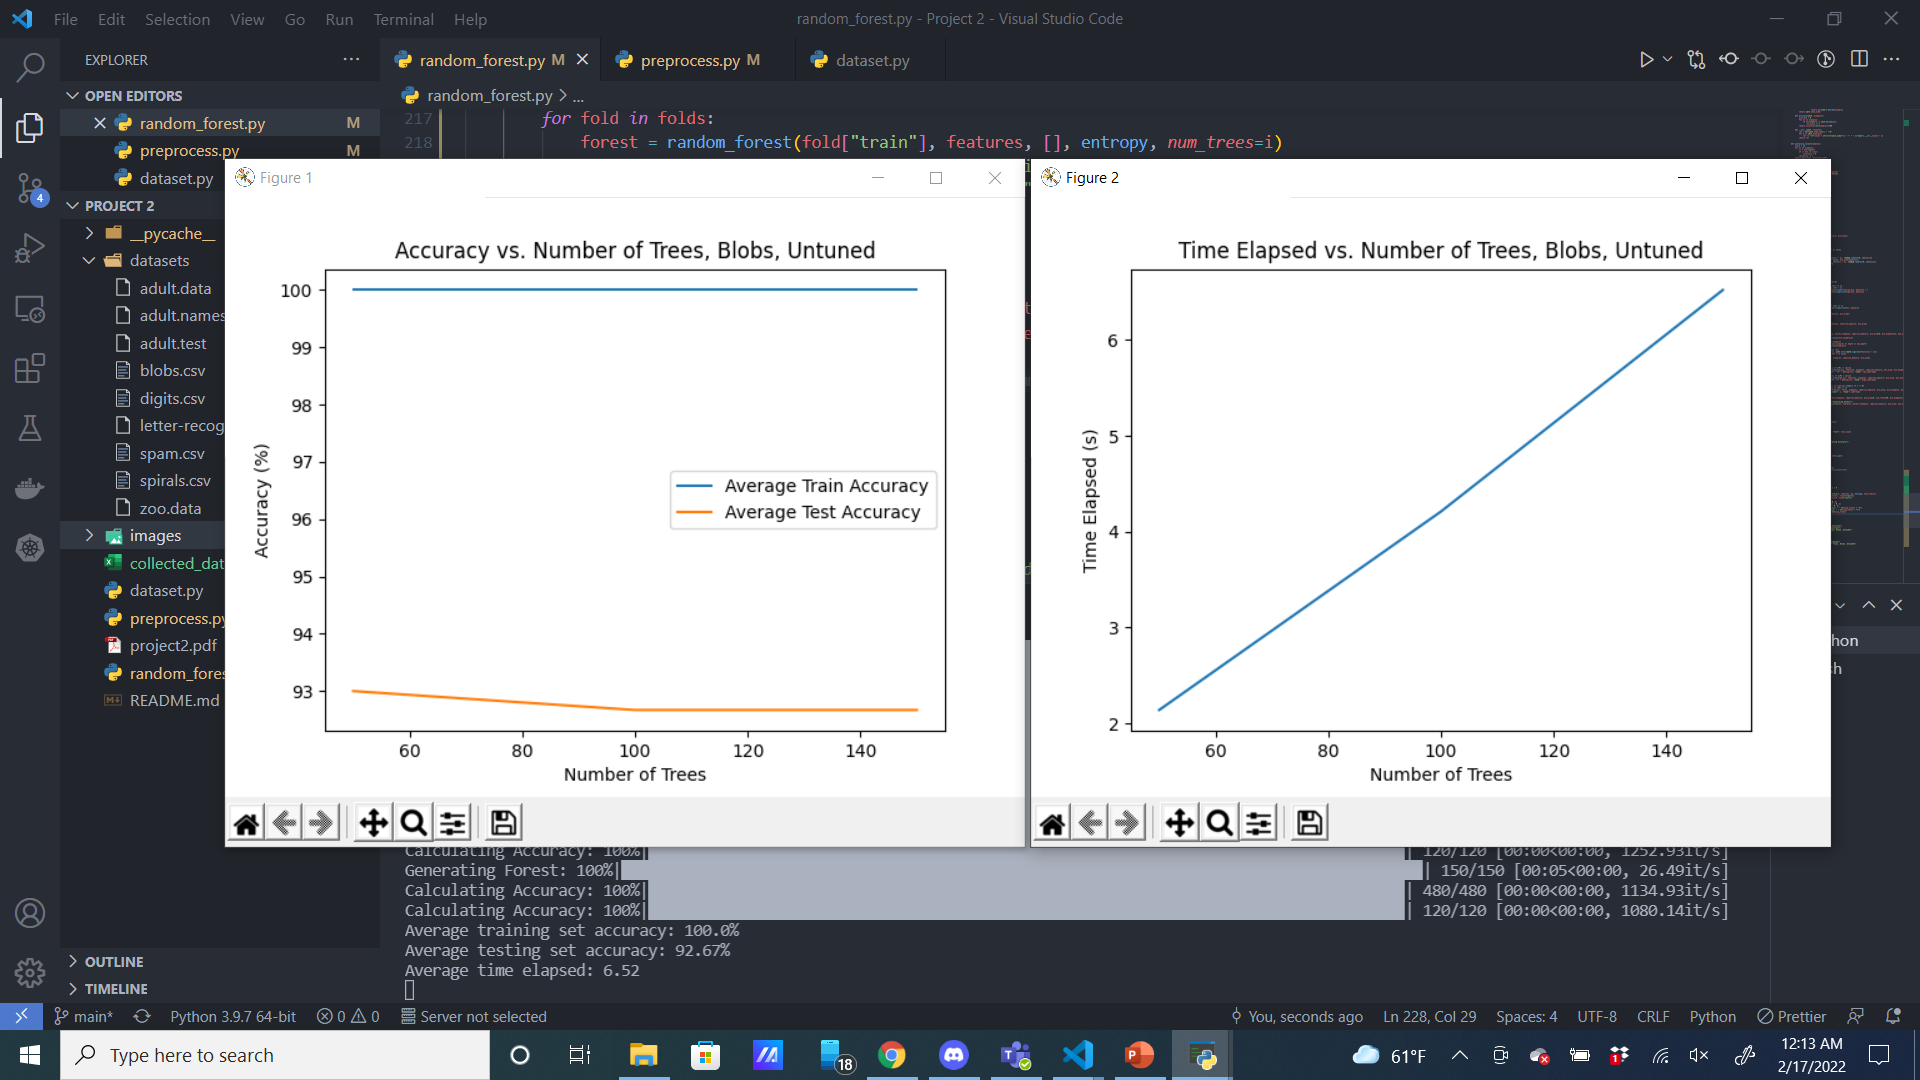 File Edit Selection View Go Run Terminal Help
random_forest.py - Project 2 - Visual Studio Code
EXPLORER
OPEN EDITORS
random_forest.py M
preprocess.py M
dataset.py
4
PROJECT 2
__pycache__
datasets
adult.data
adult.names
adult.test
blobs.csv
digits.csv
letter-recog
spam.csv
spirals.csv
zoo.data
images
collected_dat
dataset.py
preprocess.py
project2.pdf
random_fores
README.md
OUTLINE
TIMELINE
random_forest.py M
preprocess.py M
dataset.py
random_forest.py > ...
217 for fold in folds:
218 forest = random_forest(fold["train"], features, [], entropy, num_trees=i)
Figure 1
Accuracy vs. Number of Trees, Blobs, Untuned
100
99
98
97
96
95
94
93
Accuracy (%)
Average Train Accuracy
Average Test Accuracy
60 80 100 120 140
Number of Trees
Figure 2
Time Elapsed vs. Number of Trees, Blobs, Untuned
6
5
4
3
2
Time Elapsed (s)
60 80 100 120 140
Number of Trees
hon
h
Calculating Accuracy: 100%| | 120/120 [00:00<00:00, 1252.93it/s]
Generating Forest: 100%| | 150/150 [00:05<00:00, 26.49it/s]
Calculating Accuracy: 100%| | 480/480 [00:00<00:00, 1134.93it/s]
Calculating Accuracy: 100%| | 120/120 [00:00<00:00, 1080.14it/s]
Average training set accuracy: 100.0%
Average testing set accuracy: 92.67%
Average time elapsed: 6.52
main* Python 3.9.7 64-bit 0 0 Server not selected
You, seconds ago Ln 228, Col 29 Spaces: 4 UTF-8 CRLF Python Prettier
Type here to search
18
61°F
1
12:13 AM
2/17/2022